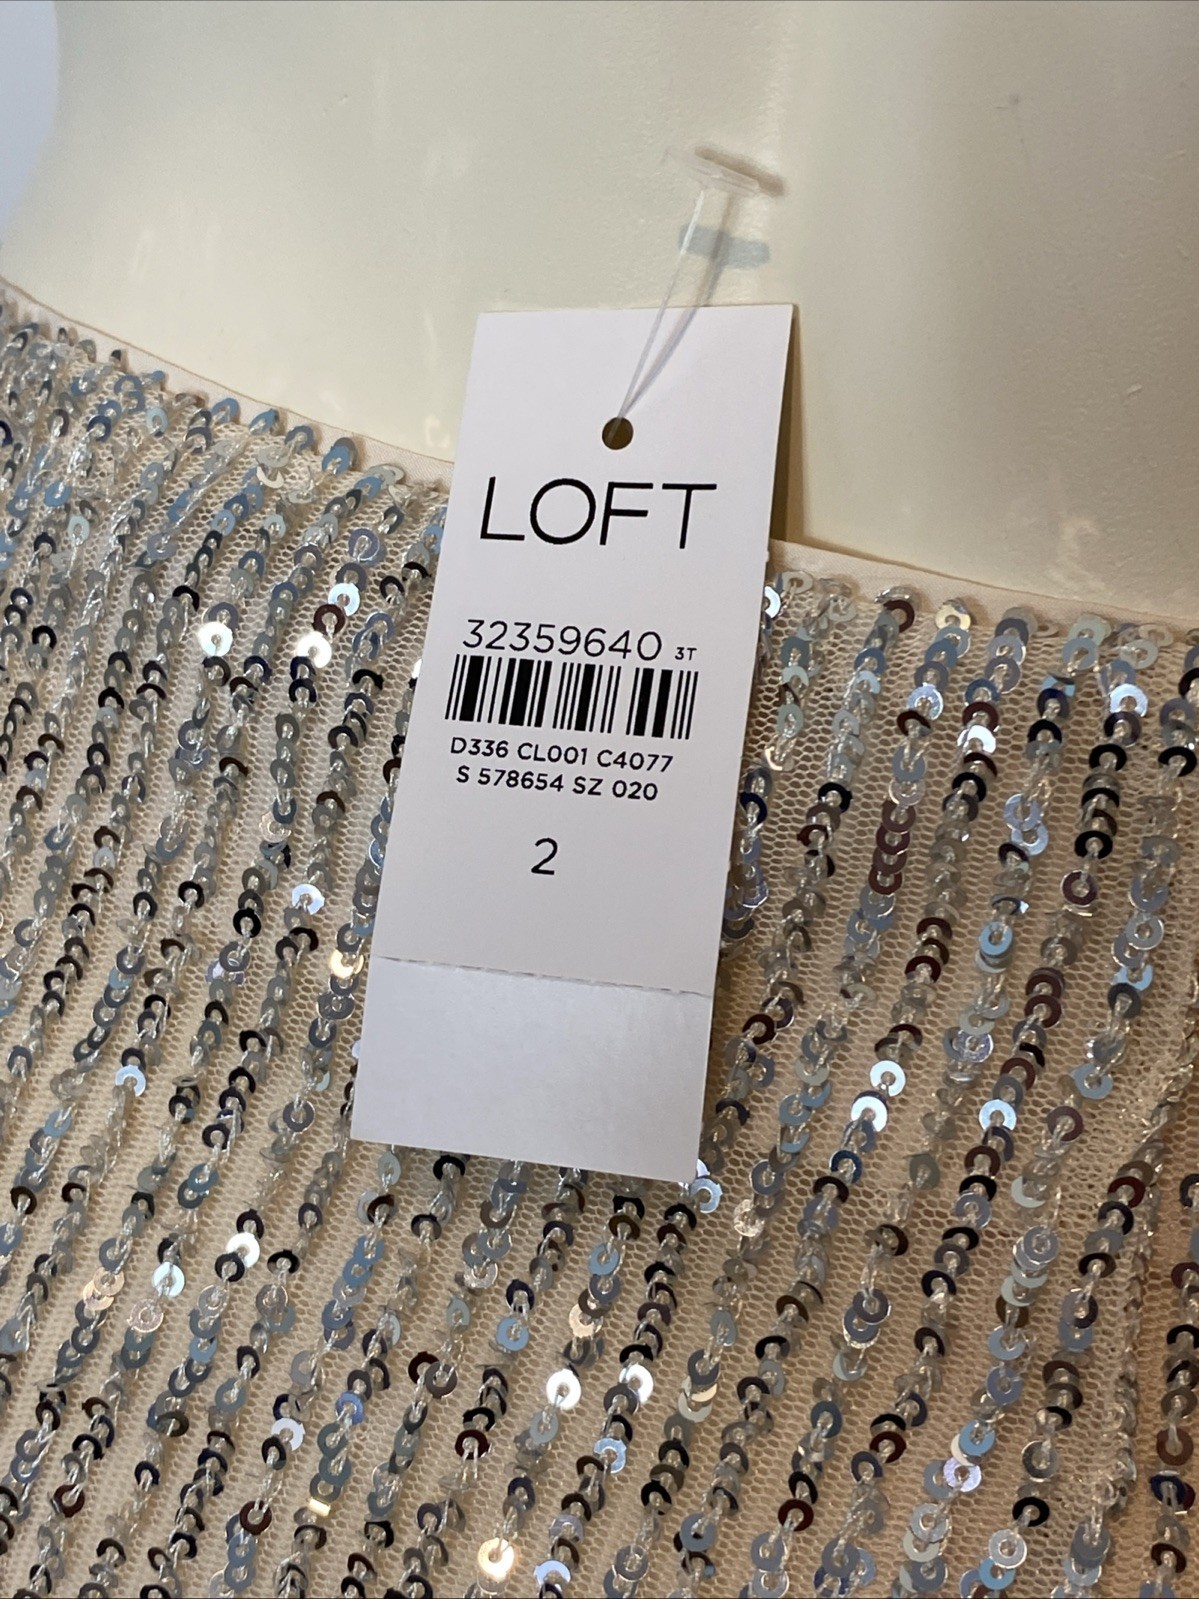 LOFT
32359640 3T
D336 CL001 C4077
S 578654 SZ 020
2